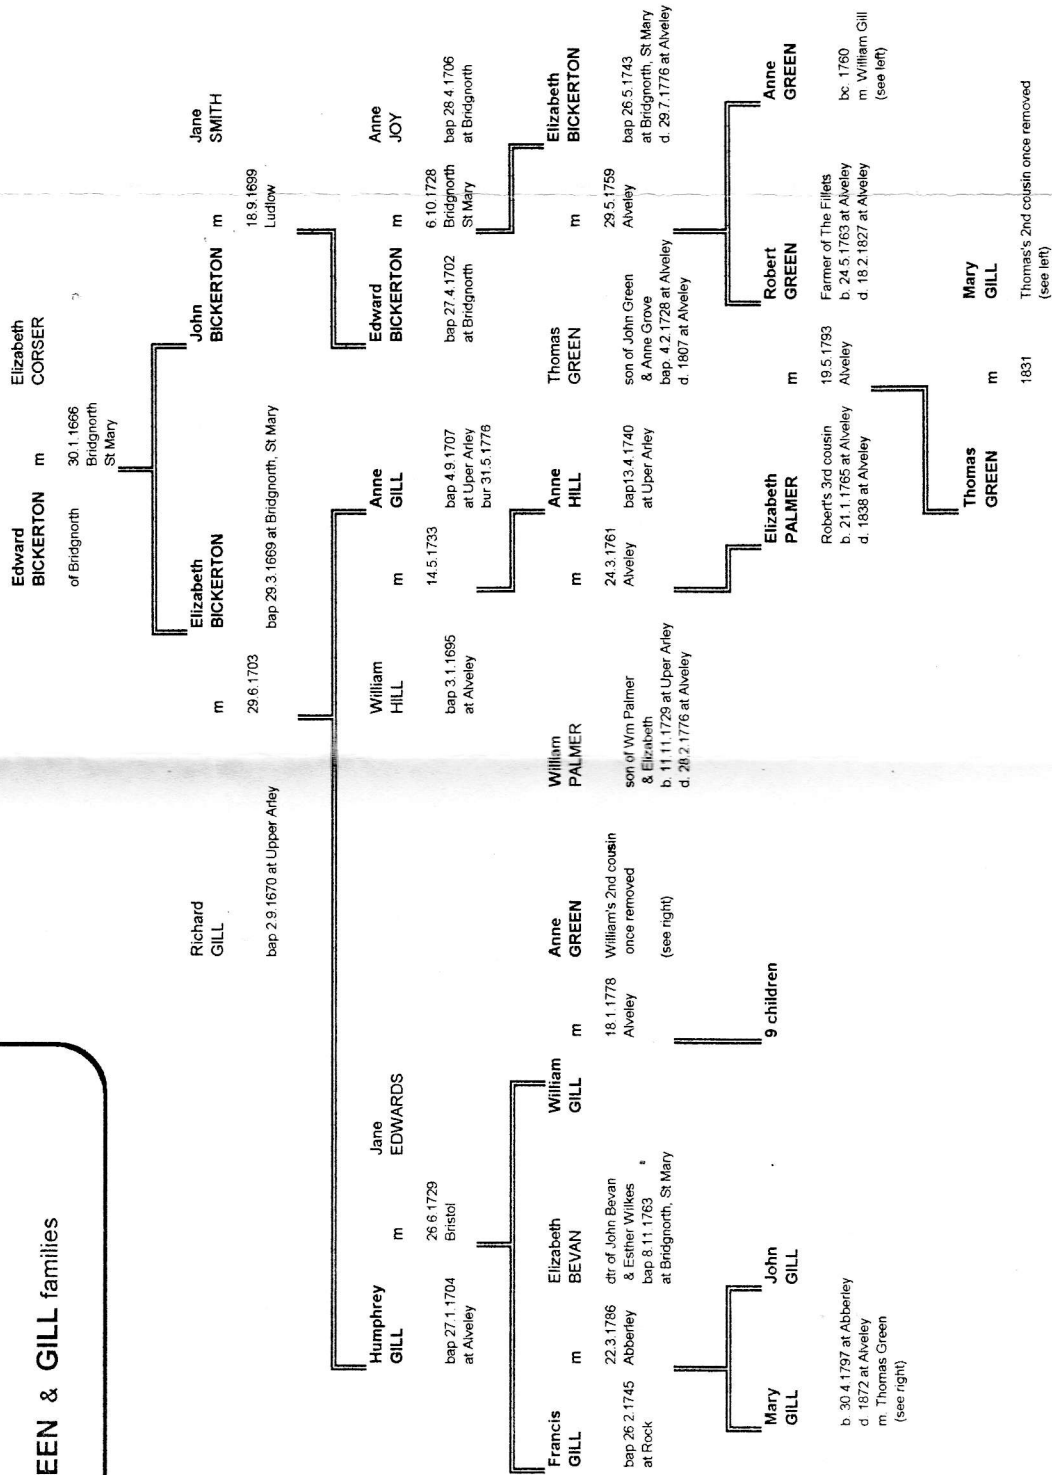 EEN & GILL families
Edward
BICKERTON
m
Elizabeth
CORSER
of Bridgnorth
30.1.1666
Bridgnorth
St Mary
Richard
GILL
m
Elizabeth
BICKERTON
John
BICKERTON
m
Jane
SMITH
bap 2.9.1670 at Upper Arley
29.6.1703
bap 29.3.1669 at Bridgnorth, St Mary
18.9.1699
Ludlow
Humphrey
GILL
m
Jane
EDWARDS
William
HILL
m
Anne
GILL
Edward
BICKERTON
m
Anne
JOY
bap 27.1.1704
at Alveley
26.6.1729
Bristol
bap 3.1.1695
at Alveley
14.5.1733
bap 4.9.1707
at Uper Arley
bur 31.5.1776
bap 27.4.1702
at Bridgnorth
6.10.1728
Bridgnorth
St Mary
bap 28.4.1706
at Bridgnorth
Francis
GILL
m
Elizabeth
BEVAN
William
GILL
m
Anne
GREEN
William
PALMER
m
Anne
HILL
Thomas
GREEN
m
Elizabeth
BICKERTON
bap 26.2.1745
at Rock
22.3.1786
Abberley
dtr of John Bevan
& Esther Wilkes
bap 8.11.1763
at Bridgnorth, St Mary
18.1.1778
Alveley
William's 2nd cousin
once removed
(see right)
son of Wm Palmer
& Elizabeth
b. 11.11.1729 at Uper Arley
d. 28.2.1776 at Alveley
24.3.1761
Alveley
bap13.4.1740
at Uper Arley
son of John Green
& Anne Grove
bap. 4.2.1728 at Alveley
d. 1807 at Alveley
29.5.1759
Alveley
bap 26.5.1743
at Bridgnorth, St Mary
d. 29.7.1776 at Alveley
Mary
GILL
John
GILL
9 children
Elizabeth
PALMER
m
Robert
GREEN
Anne
GREEN
b. 30.4.1797 at Abberley
d. 1872 at Alveley
m. Thomas Green
(see right)
Robert's 3rd cousin
b. 21.1.1765 at Alveley
d. 1838 at Alveley
19.5.1793
Alveley
Farmer of The Fillets
b. 24.5.1763 at Alveley
d. 18.2.1827 at Alveley
bc. 1760
m William Gill
(see left)
Thomas
GREEN
m
Mary
GILL
1831
Thomas's 2nd cousin once removed
(see left)